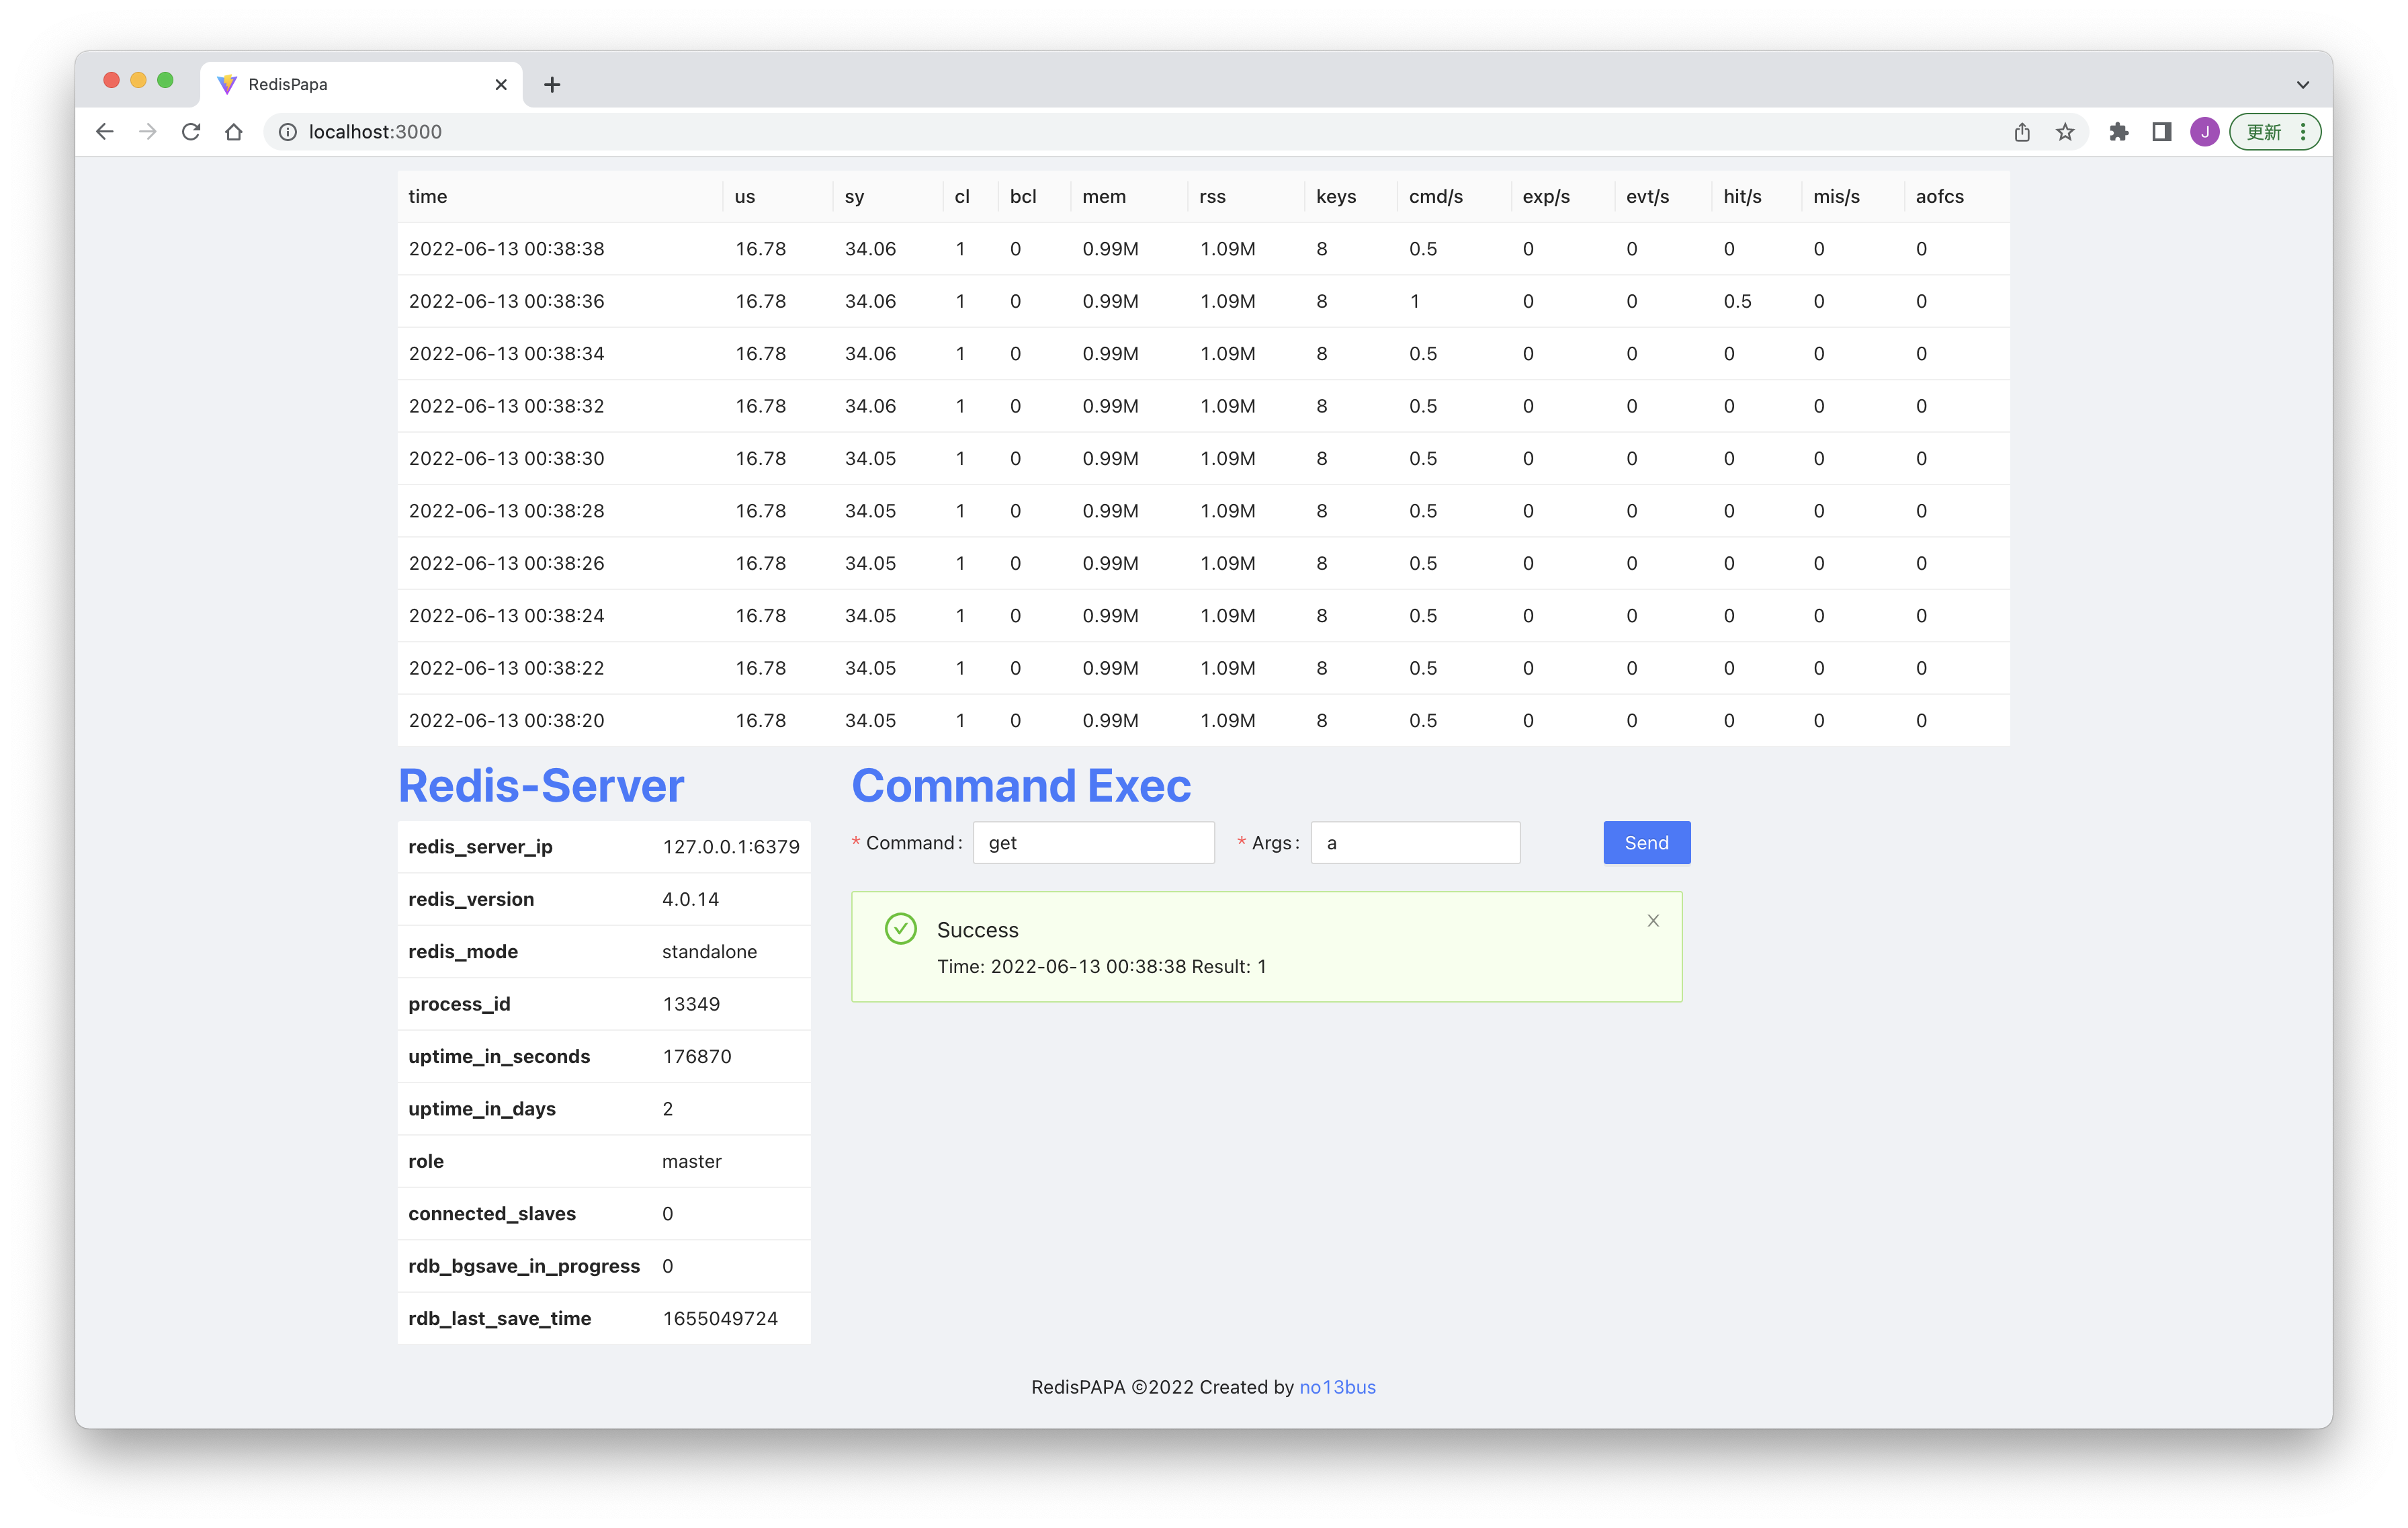 RedisPapa
localhost:3000
J
更新
time us sy cl bcl mem rss keys cmd/s exp/s evt/s hit/s mis/s aofcs
2022-06-13 00:38:38 16.78 34.06 1 0 0.99M 1.09M 8 0.5 0 0 0 0 0
2022-06-13 00:38:36 16.78 34.06 1 0 0.99M 1.09M 8 1 0 0 0.5 0 0
2022-06-13 00:38:34 16.78 34.06 1 0 0.99M 1.09M 8 0.5 0 0 0 0 0
2022-06-13 00:38:32 16.78 34.06 1 0 0.99M 1.09M 8 0.5 0 0 0 0 0
2022-06-13 00:38:30 16.78 34.05 1 0 0.99M 1.09M 8 0.5 0 0 0 0 0
2022-06-13 00:38:28 16.78 34.05 1 0 0.99M 1.09M 8 0.5 0 0 0 0 0
2022-06-13 00:38:26 16.78 34.05 1 0 0.99M 1.09M 8 0.5 0 0 0 0 0
2022-06-13 00:38:24 16.78 34.05 1 0 0.99M 1.09M 8 0.5 0 0 0 0 0
2022-06-13 00:38:22 16.78 34.05 1 0 0.99M 1.09M 8 0.5 0 0 0 0 0
2022-06-13 00:38:20 16.78 34.05 1 0 0.99M 1.09M 8 0.5 0 0 0 0 0
Redis-Server
redis_server_ip 127.0.0.1:6379
redis_version 4.0.14
redis_mode standalone
process_id 13349
uptime_in_seconds 176870
uptime_in_days 2
role master
connected_slaves 0
rdb_bgsave_in_progress 0
rdb_last_save_time 1655049724
Command Exec
* Command: get * Args: a Send
Success
Time: 2022-06-13 00:38:38 Result: 1
RedisPAPA ©2022 Created by no13bus